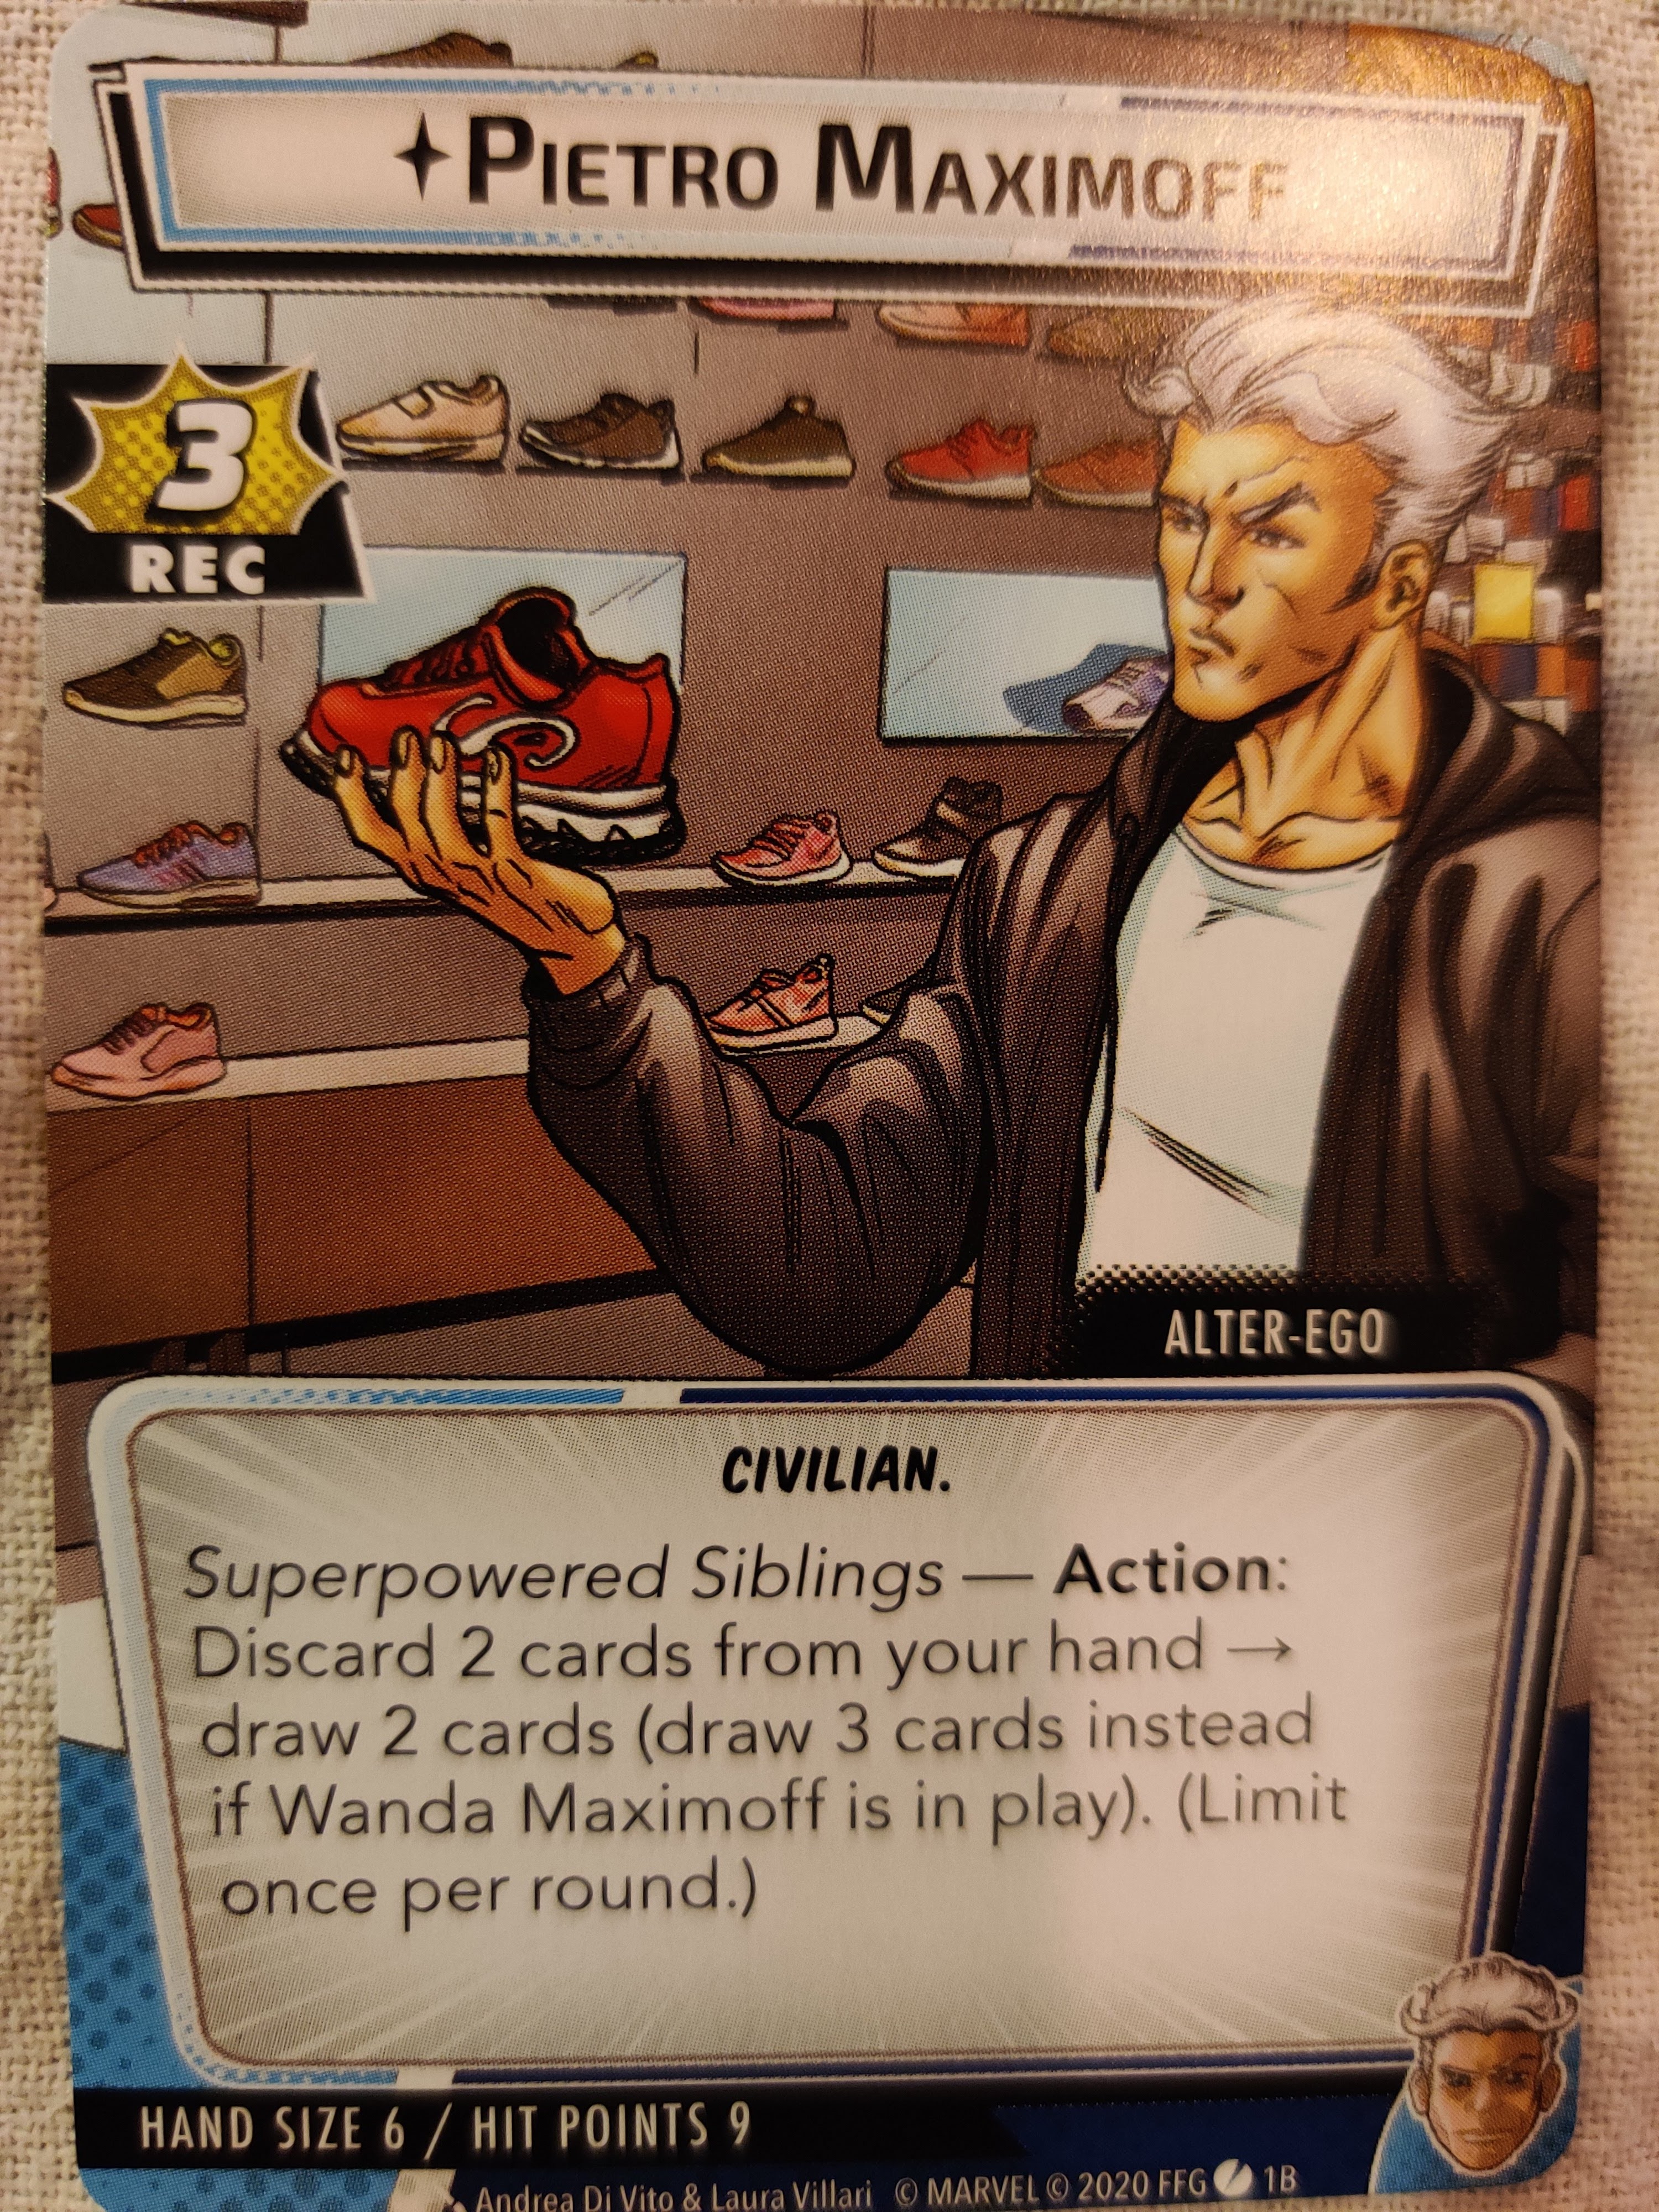 ✦Pietro Maximoff
3
REC
ALTER-EGO
CIVILIAN.
Superpowered Siblings — Action:
Discard 2 cards from your hand →
draw 2 cards (draw 3 cards instead
if Wanda Maximoff is in play). (Limit
once per round.)
HAND SIZE 6 / HIT POINTS 9
Andrea Di Vito & Laura Villari © MARVEL © 2020 FFG 1B